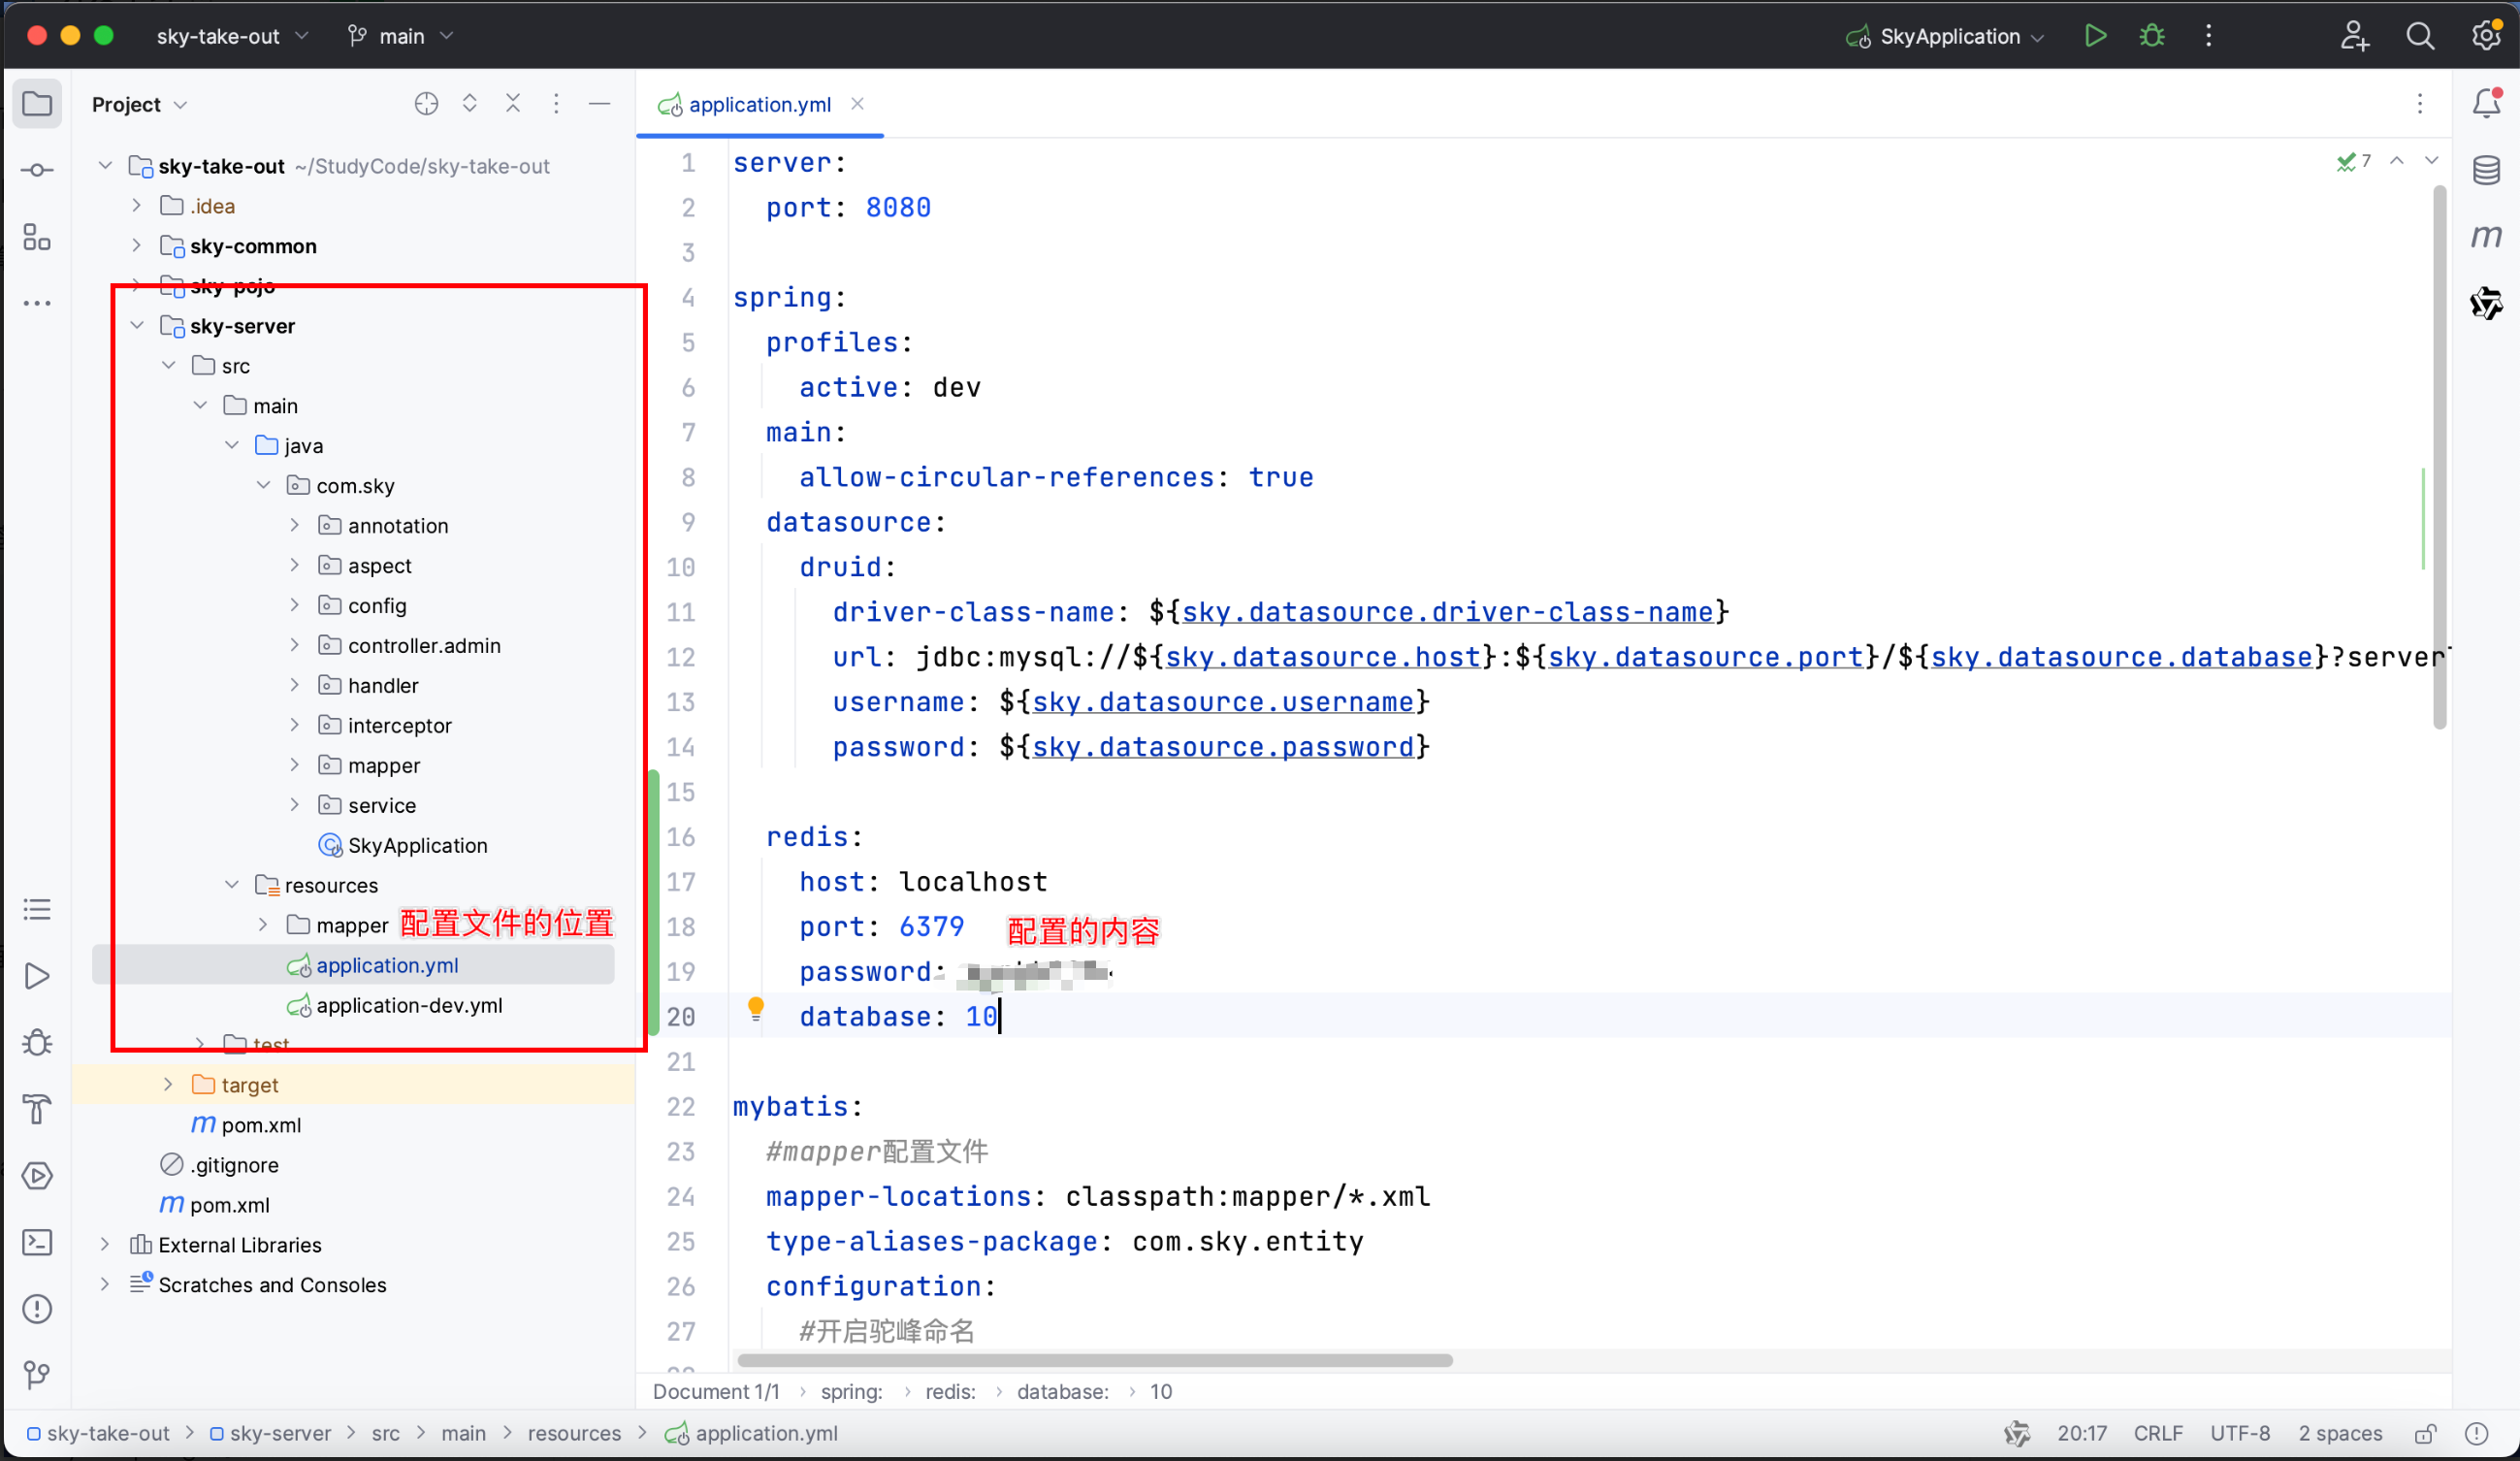 sky-take-out main SkyApplication
Project
application.yml
sky-take-out ~/StudyCode/sky-take-out
.idea
sky-common
sky-pojo
sky-server
src
main
java
com.sky
annotation
aspect
config
controller.admin
handler
interceptor
mapper
service
SkyApplication
resources
mapper 配置文件的位置
application.yml
application-dev.yml
test
target
pom.xml
.gitignore
pom.xml
External Libraries
Scratches and Consoles
7
1 server:
2 port: 8080
3
4 spring:
5 profiles:
6 active: dev
7 main:
8 allow-circular-references: true
9 datasource:
10 druid:
11 driver-class-name: ${sky.datasource.driver-class-name}
12 url: jdbc:mysql://${sky.datasource.host}:${sky.datasource.port}/${sky.datasource.database}?server
13 username: ${sky.datasource.username}
14 password: ${sky.datasource.password}
15
16 redis:
17 host: localhost
18 port: 6379 配置的内容
19 password:
20 database: 10
21
22 mybatis:
23 #mapper配置文件
24 mapper-locations: classpath:mapper/*.xml
25 type-aliases-package: com.sky.entity
26 configuration:
27 #开启驼峰命名
Document 1/1 › spring: › redis: › database: › 10
sky-take-out > sky-server > src > main > resources > application.yml
20:17 CRLF UTF-8 2 spaces